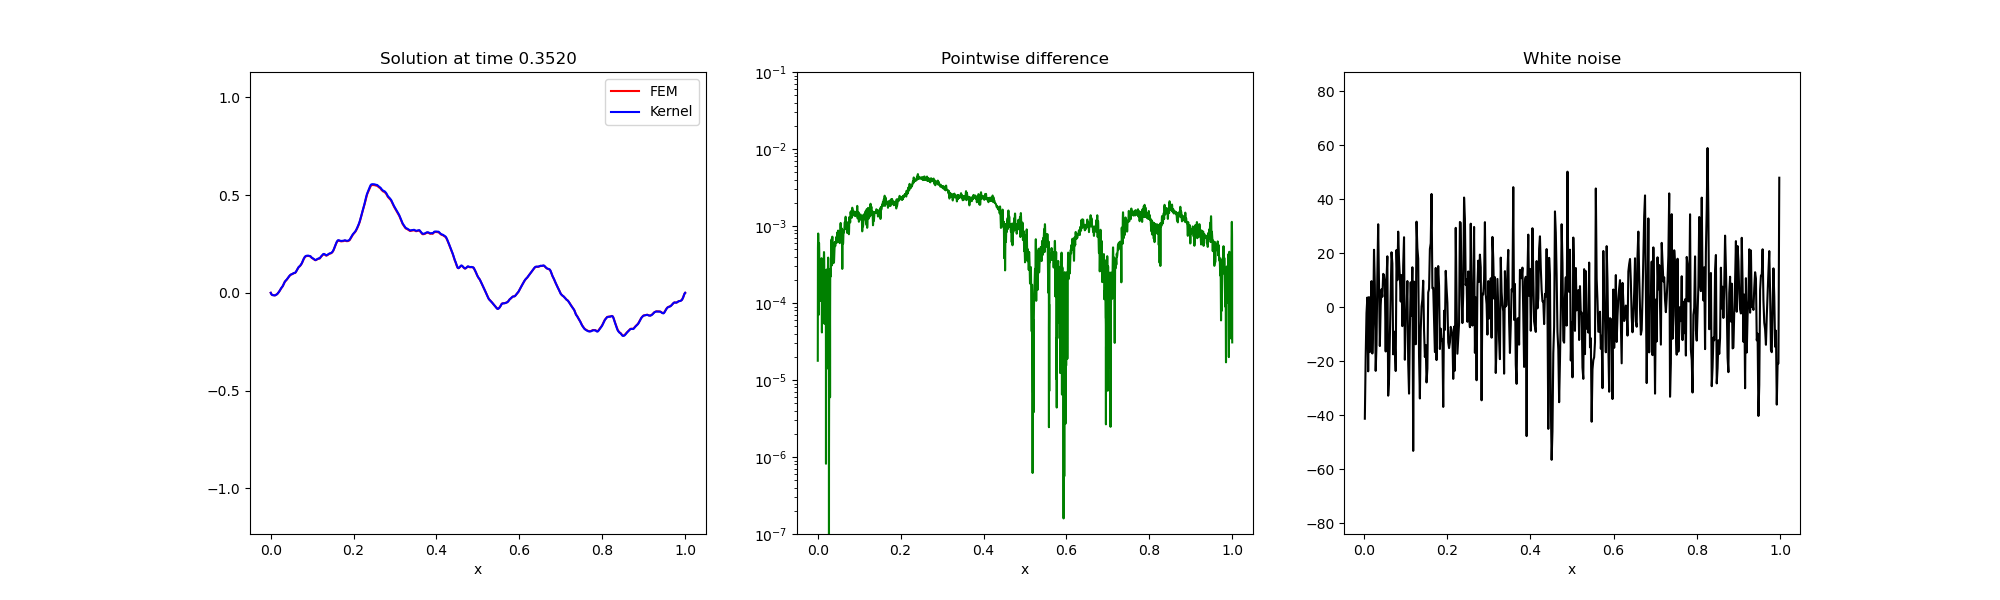 Solution at time 0.3520
1.0
0.5
0.0
−0.5
−1.0
0.0 0.2 0.4 0.6 0.8 1.0
x
FEM
Kernel
Pointwise difference
10⁻¹
10⁻²
10⁻³
10⁻⁴
10⁻⁵
10⁻⁶
10⁻⁷
0.0 0.2 0.4 0.6 0.8 1.0
x
White noise
80
60
40
20
0
−20
−40
−60
−80
0.0 0.2 0.4 0.6 0.8 1.0
x